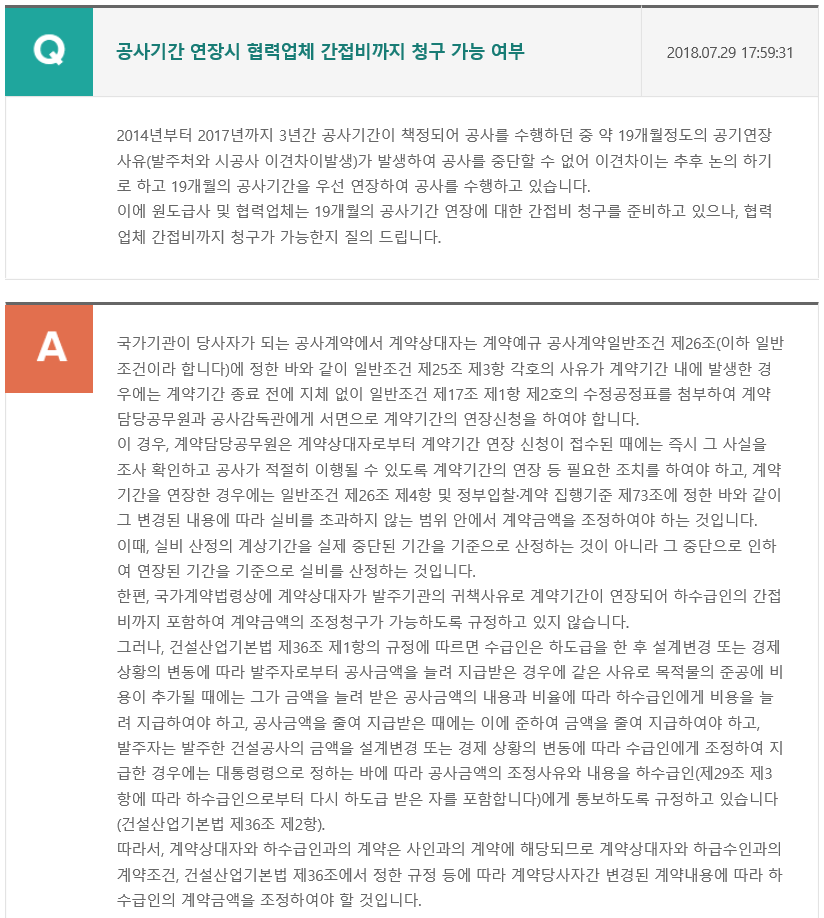 Q
공사기간 연장시 협력업체 간접비까지 청구 가능 여부
2018.07.29 17:59:31
2014년부터 2017년까지 3년간 공사기간이 책정되어 공사를 수행하던 중 약 19개월정도의 공기연장
사유(발주처와 시공사 이견차이발생)가 발생하여 공사를 중단할 수 없어 이견차이는 추후 논의 하기
로 하고 19개월의 공사기간을 우선 연장하여 공사를 수행하고 있습니다.
이에 원도급사 및 협력업체는 19개월의 공사기간 연장에 대한 간접비 청구를 준비하고 있으나, 협력
업체 간접비까지 청구가 가능한지 질의 드립니다.
A
국가기관이 당사자가 되는 공사계약에서 계약상대자는 계약예규 공사계약일반조건 제26조(이하 일반
조건이라 합니다)에 정한 바와 같이 일반조건 제25조 제3항 각호의 사유가 계약기간 내에 발생한 경
우에는 계약기간 종료 전에 지체 없이 일반조건 제17조 제1항 제2호의 수정공정표를 첨부하여 계약
담당공무원과 공사감독관에게 서면으로 계약기간의 연장신청을 하여야 합니다.
이 경우, 계약담당공무원은 계약상대자로부터 계약기간 연장 신청이 접수된 때에는 즉시 그 사실을
조사 확인하고 공사가 적절히 이행될 수 있도록 계약기간의 연장 등 필요한 조치를 하여야 하고, 계약
기간을 연장한 경우에는 일반조건 제26조 제4항 및 정부입찰·계약 집행기준 제73조에 정한 바와 같이
그 변경된 내용에 따라 실비를 초과하지 않는 범위 안에서 계약금액을 조정하여야 하는 것입니다.
이때, 실비 산정의 계상기간을 실제 중단된 기간을 기준으로 산정하는 것이 아니라 그 중단으로 인하
여 연장된 기간을 기준으로 실비를 산정하는 것입니다.
한편, 국가계약법령상에 계약상대자가 발주기관의 귀책사유로 계약기간이 연장되어 하수급인의 간접
비까지 포함하여 계약금액의 조정청구가 가능하도록 규정하고 있지 않습니다.
그러나, 건설산업기본법 제36조 제1항의 규정에 따르면 수급인은 하도급을 한 후 설계변경 또는 경제
상황의 변동에 따라 발주자로부터 공사금액을 늘려 지급받은 경우에 같은 사유로 목적물의 준공에 비
용이 추가될 때에는 그가 금액을 늘려 받은 공사금액의 내용과 비율에 따라 하수급인에게 비용을 늘
려 지급하여야 하고, 공사금액을 줄여 지급받은 때에는 이에 준하여 금액을 줄여 지급하여야 하고,
발주자는 발주한 건설공사의 금액을 설계변경 또는 경제 상황의 변동에 따라 수급인에게 조정하여 지
급한 경우에는 대통령령으로 정하는 바에 따라 공사금액의 조정사유와 내용을 하수급인(제29조 제3
항에 따라 하수급인으로부터 다시 하도급 받은 자를 포함합니다)에게 통보하도록 규정하고 있습니다
(건설산업기본법 제36조 제2항).
따라서, 계약상대자와 하수급인과의 계약은 사인과의 계약에 해당되므로 계약상대자와 하급수인과의
계약조건, 건설산업기본법 제36조에서 정한 규정 등에 따라 계약당사자간 변경된 계약내용에 따라 하
수급인의 계약금액을 조정하여야 할 것입니다.